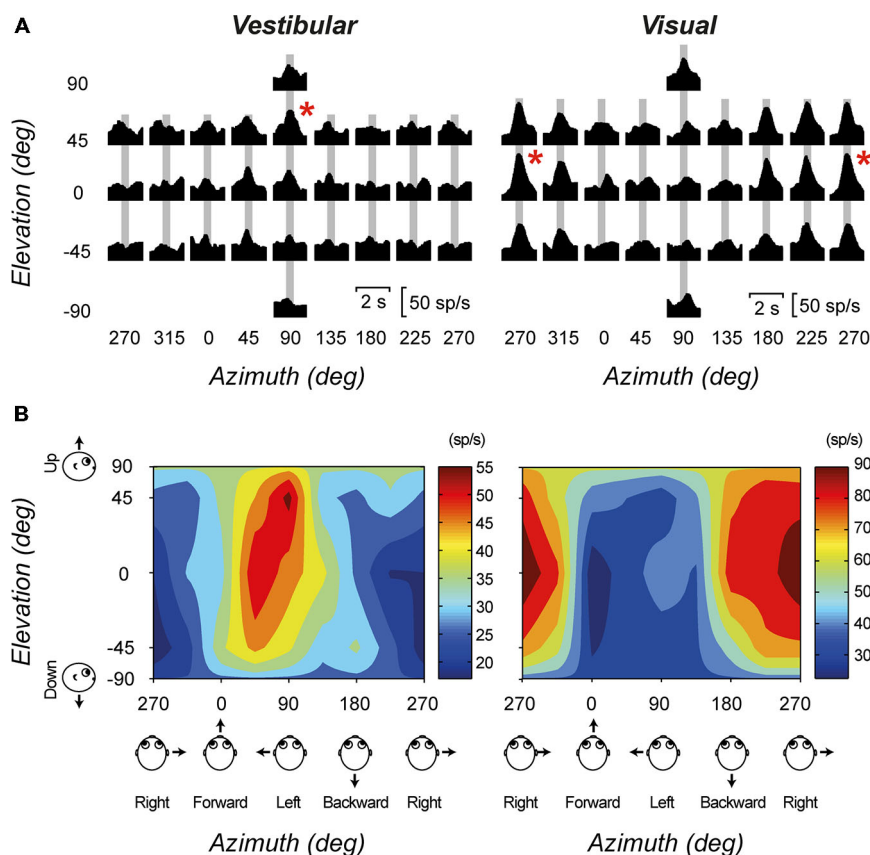 A
Vestibular
Visual
Elevation (deg)
90
45
0
-45
-90
*
*
*
2 s
50 sp/s
2 s
50 sp/s
270 315 0 45 90 135 180 225 270
270 315 0 45 90 135 180 225 270
Azimuth (deg)
Azimuth (deg)
B
(sp/s)
(sp/s)
Up
Down
Elevation (deg)
90
45
0
-45
-90
55
50
45
40
35
30
25
20
90
80
70
60
50
40
30
270 0 90 180 270
270 0 90 180 270
Right Forward Left Backward Right
Right Forward Left Backward Right
Azimuth (deg)
Azimuth (deg)